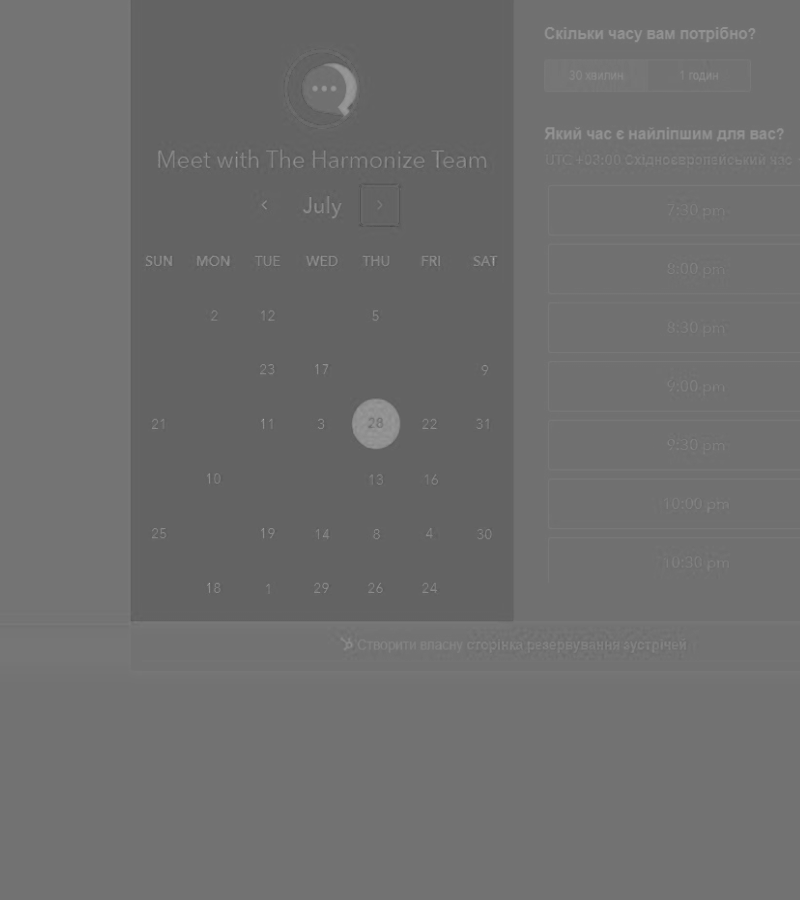 Скільки часу вам потрібно?
30 хвилин 1 годин
Meet with The Harmonize Team
Який час є найліпшим для вас?
UTC +03:00 Східноєвропейський час
July
7:30 pm
SUN MON TUE WED THU FRI SAT
8:00 pm
2 12 5
8:30 pm
23 17 9
9:00 pm
21 11 3 28 22 31
9:30 pm
10 13 16
10:00 pm
25 19 14 8 4 30
10:30 pm
18 1 29 26 24
Створити власну сторінка резервування зустрічей